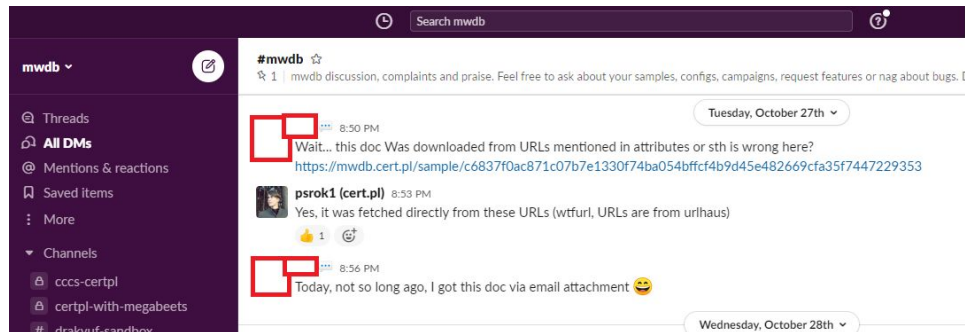 Search mwdb
mwdb
#mwdb
1 | mwdb discussion, complaints and praise. Feel free to ask about your samples, configs, campaigns, request features or nag about bugs.
Threads
All DMs
Mentions & reactions
Saved items
More
Channels
cccs-certpl
certpl-with-megabeets
# drakvuf-sandbox
Tuesday, October 27th
8:50 PM
Wait... this doc Was downloaded from URLs mentioned in attributes or sth is wrong here?
https://mwdb.cert.pl/sample/c6837f0ac871c07b7e1330f74ba054bffcf4b9d45e482669cfa35f7447229353
psrok1 (cert.pl) 8:53 PM
Yes, it was fetched directly from these URLs (wtfurl, URLs are from urlhaus)
1
8:56 PM
Today, not so long ago, I got this doc via email attachment
Wednesday, October 28th